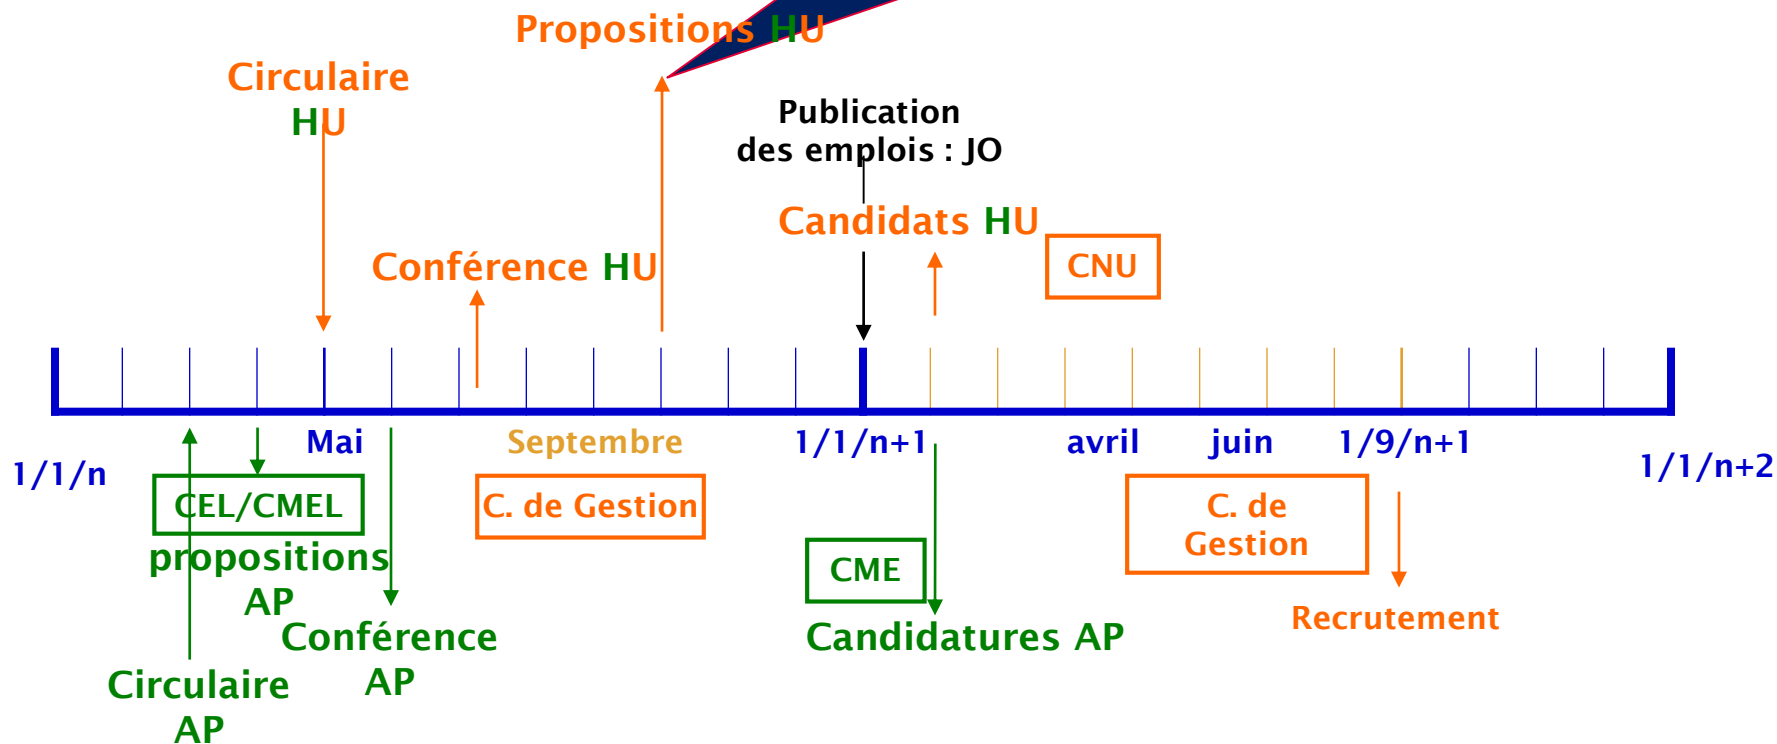 Propositions HU
Circulaire
HU
Publication
des emplois : JO
Candidats HU
Conférence HU
CNU
Mai
Septembre
1/1/n+1
avril
juin
1/9/n+1
1/1/n
1/1/n+2
CEL/CMEL
C. de Gestion
C. de
Gestion
propositions
AP
CME
Conférence
AP
Candidatures AP
Recrutement
Circulaire
AP